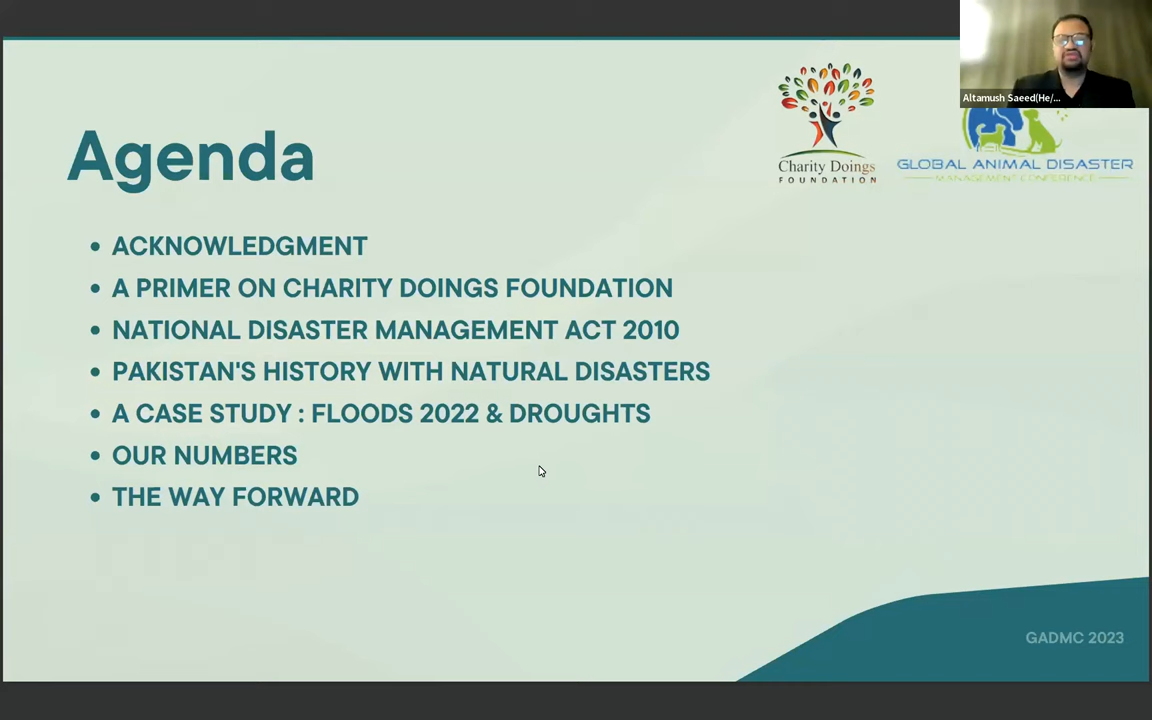 Altamush Saeed(He/...
Charity Doings
FOUNDATION
GLOBAL ANIMAL DISASTER
MANAGEMENT CONFERENCE
Agenda
• ACKNOWLEDGMENT
• A PRIMER ON CHARITY DOINGS FOUNDATION
• NATIONAL DISASTER MANAGEMENT ACT 2010
• PAKISTAN'S HISTORY WITH NATURAL DISASTERS
• A CASE STUDY : FLOODS 2022 & DROUGHTS
• OUR NUMBERS
• THE WAY FORWARD
GADMC 2023